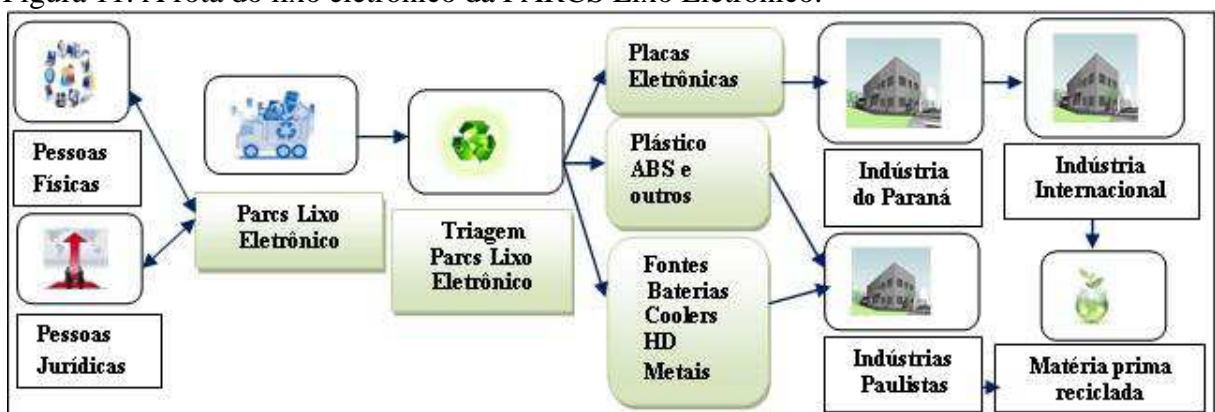 Figura 11: A rota do lixo eletrônico da PARCS Lixo Eletrônico.
Pessoas
Físicas
Pessoas
Jurídicas
Parcs Lixo
Eletrônico
Triagem
Parcs Lixo
Eletrônico
Placas
Eletrônicas
Plástico
ABS e
outros
Fontes
Baterias
Coolers
HD
Metais
Indústria
do Paraná
Indústria
Internacional
Indústrias
Paulistas
Matéria prima
reciclada